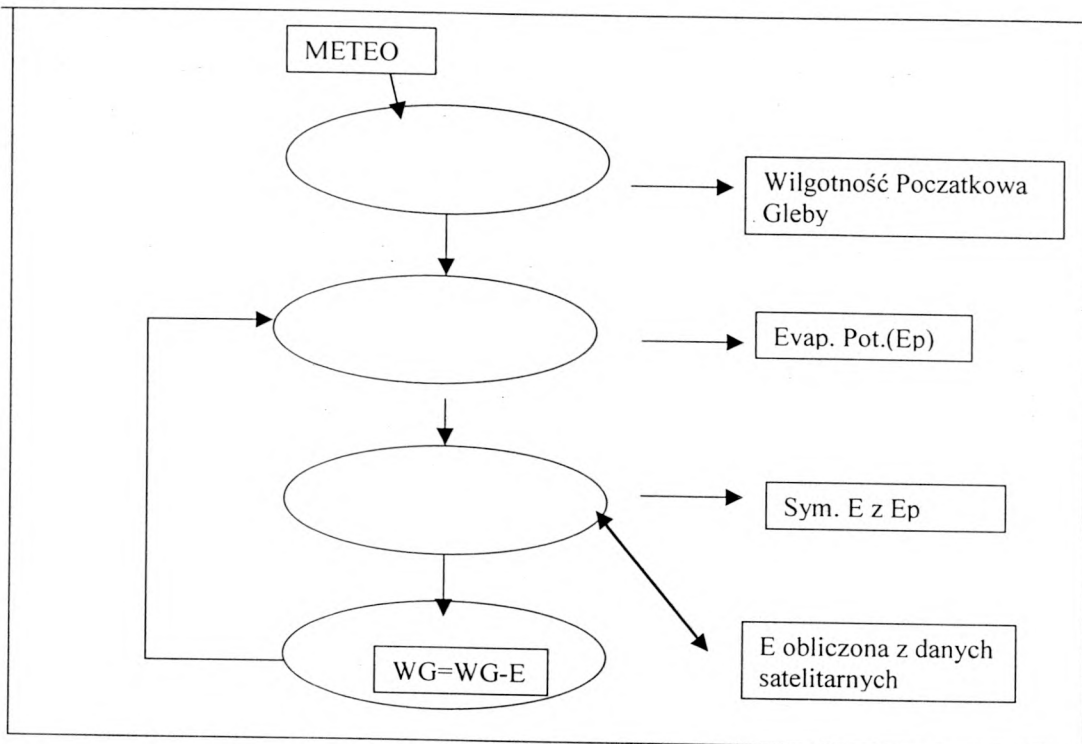 METEO
Wilgotność Poczatkowa
Gleby
Evap. Pot.(Ep)
Sym. E z Ep
E obliczona z danych
satelitarnych
WG=WG-E